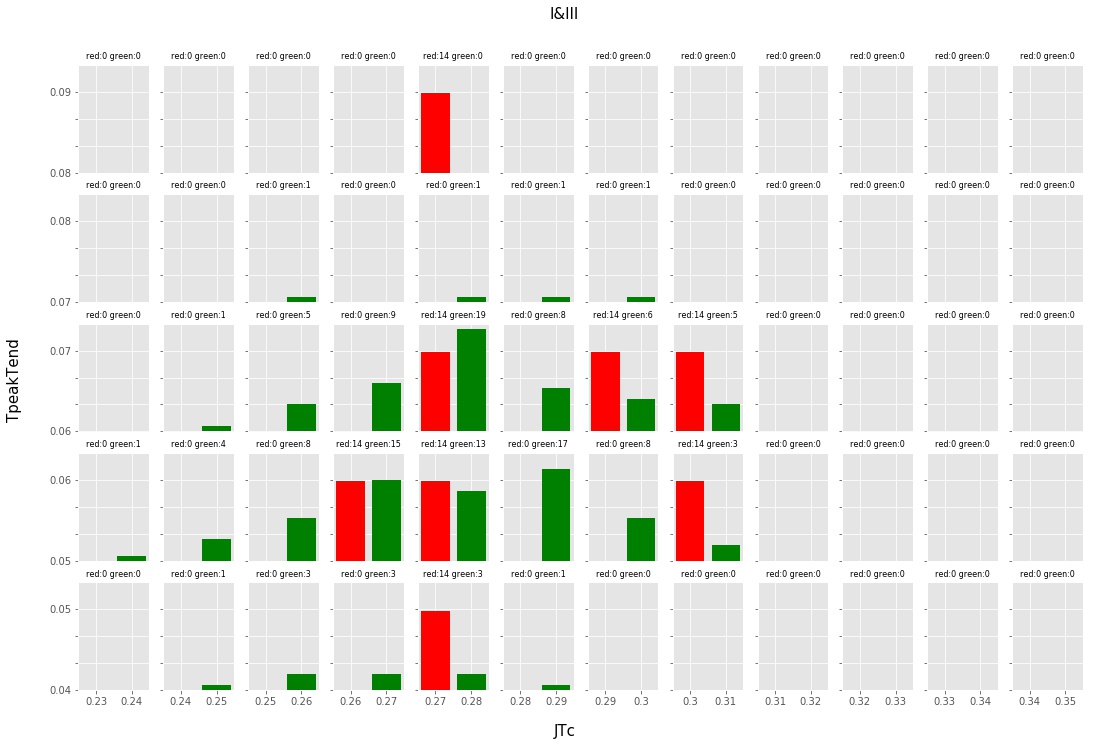 I&III
red:0 green:0 red:0 green:0 red:0 green:0 red:0 green:0 red:14 green:0 red:0 green:0 red:0 green:0 red:0 green:0 red:0 green:0 red:0 green:0 red:0 green:0 red:0 green:0
0.09
0.08
red:0 green:0 red:0 green:0 red:0 green:1 red:0 green:0 red:0 green:1 red:0 green:1 red:0 green:1 red:0 green:0 red:0 green:0 red:0 green:0 red:0 green:0 red:0 green:0
0.08
0.07
red:0 green:0 red:0 green:1 red:0 green:5 red:0 green:9 red:14 green:19 red:0 green:8 red:14 green:6 red:14 green:5 red:0 green:0 red:0 green:0 red:0 green:0 red:0 green:0
0.07
0.06
TpeakTend
red:0 green:1 red:0 green:4 red:0 green:8 red:14 green:15 red:14 green:13 red:0 green:17 red:0 green:8 red:14 green:3 red:0 green:0 red:0 green:0 red:0 green:0 red:0 green:0
0.06
0.05
red:0 green:0 red:0 green:1 red:0 green:3 red:0 green:3 red:14 green:3 red:0 green:1 red:0 green:0 red:0 green:0 red:0 green:0 red:0 green:0 red:0 green:0 red:0 green:0
0.05
0.04
0.23 0.24 0.24 0.25 0.25 0.26 0.26 0.27 0.27 0.28 0.28 0.29 0.29 0.3 0.3 0.31 0.31 0.32 0.32 0.33 0.33 0.34 0.34 0.35
JTc